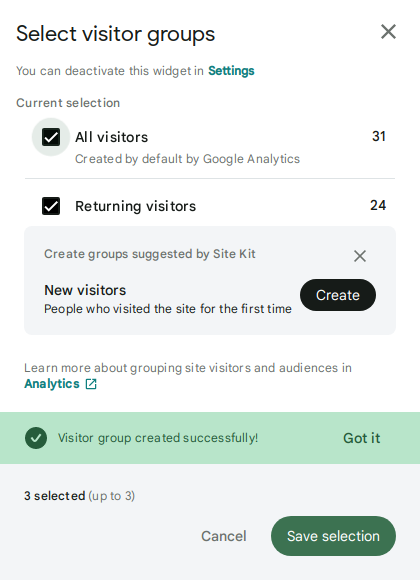 Select visitor groups
You can deactivate this widget in Settings
Current selection
All visitors 31
Created by default by Google Analytics
Returning visitors 24
Create groups suggested by Site Kit
New visitors
People who visited the site for the first time
Create
Learn more about grouping site visitors and audiences in
Analytics
Visitor group created successfully! Got it
3 selected (up to 3)
Cancel Save selection